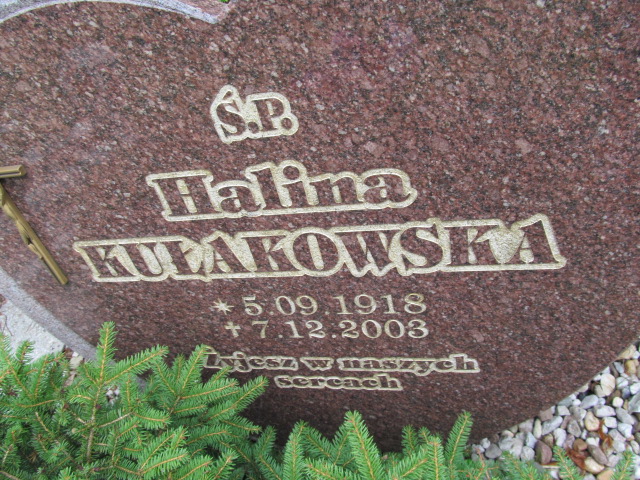 Ś.P.
Halina
KUŁAKOWSKA
* 5.09.1918
+ 7.12.2003
Żyjesz w naszych
sercach